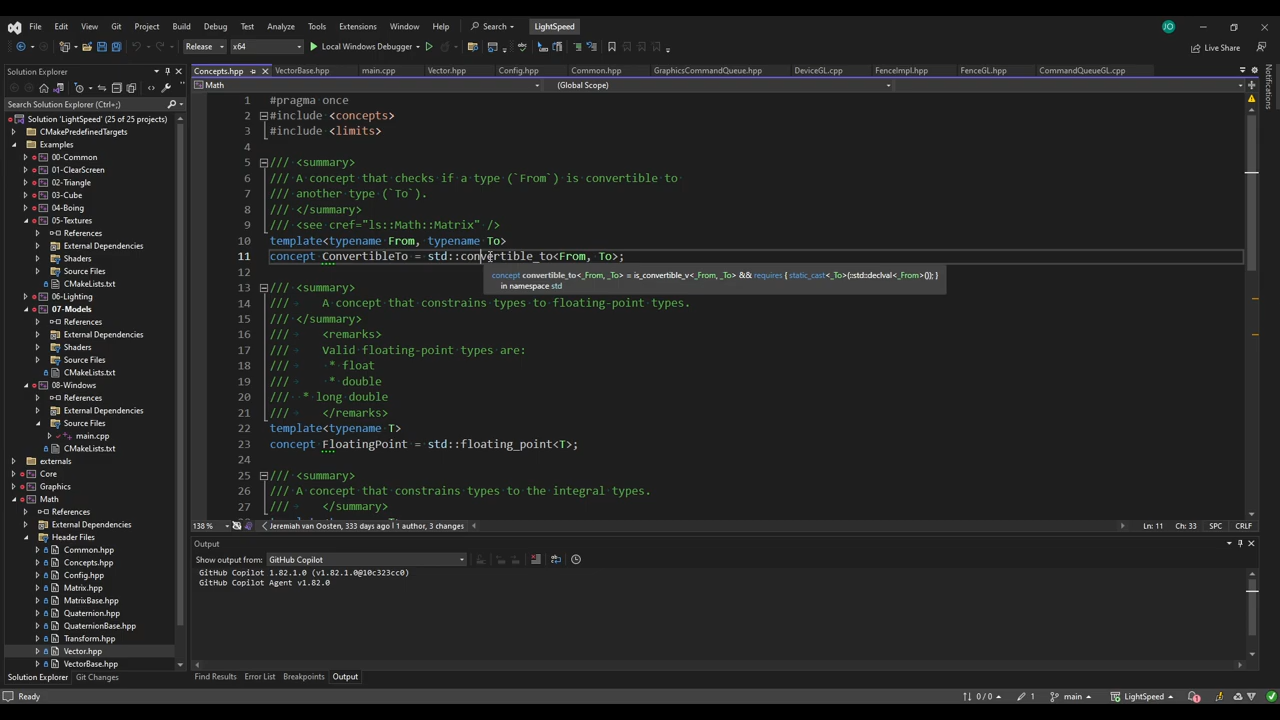 File Edit View Git Project Build Debug Test Analyze Tools Extensions Window Help Search LightSpeed JO
Release x64 Local Windows Debugger Live Share
Solution Explorer
Search Solution Explorer (Ctrl+;)
Solution 'LightSpeed' (25 of 25 projects)
CMakePredefinedTargets
Examples
00-Common
01-ClearScreen
02-Triangle
03-Cube
04-Boing
05-Textures
References
External Dependencies
Shaders
Source Files
CMakeLists.txt
06-Lighting
07-Models
References
External Dependencies
Shaders
Source Files
CMakeLists.txt
08-Windows
References
External Dependencies
Source Files
main.cpp
CMakeLists.txt
externals
Core
Graphics
Math
References
External Dependencies
Header Files
Common.hpp
Concepts.hpp
Config.hpp
Matrix.hpp
MatrixBase.hpp
Quaternion.hpp
QuaternionBase.hpp
Transform.hpp
Vector.hpp
VectorBase.hpp
Solution Explorer Git Changes
Concepts.hpp VectorBase.hpp main.cpp Vector.hpp Config.hpp Common.hpp GraphicsCommandQueue.hpp DeviceGL.cpp FenceImpl.hpp FenceGL.hpp CommandQueueGL.cpp
Math (Global Scope)
1 #pragma once
2 #include <concepts>
3 #include <limits>
4
5 /// <summary>
6 /// A concept that checks if a type (`From`) is convertible to
7 /// another type (`To`).
8 /// </summary>
9 /// <see cref="ls::Math::Matrix" />
10 template<typename From, typename To>
11 concept ConvertibleTo = std::convertible_to<From, To>;
concept convertible_to<_From, _To> = is_convertible_v<_From, _To> && requires { static_cast<_To>(::std::declval<_From>()); }
in namespace std
12
13 /// <summary>
14 /// A concept that constrains types to floating-point types.
15 /// </summary>
16 /// <remarks>
17 /// Valid floating-point types are:
18 /// * float
19 /// * double
20 /// * long double
21 /// </remarks>
22 template<typename T>
23 concept FloatingPoint = std::floating_point<T>;
24
25 /// <summary>
26 /// A concept that constrains types to the integral types.
27 /// </summary>
138 % Jeremiah van Oosten, 333 days ago | 1 author, 3 changes Ln: 11 Ch: 33 SPC CRLF
Output
Show output from: GitHub Copilot
GitHub Copilot 1.82.1.0 (v1.82.1.0@10c323cc0)
GitHub Copilot Agent v1.82.0
Find Results Error List Breakpoints Output
Ready 0 / 0 1 main LightSpeed 1
Notifications